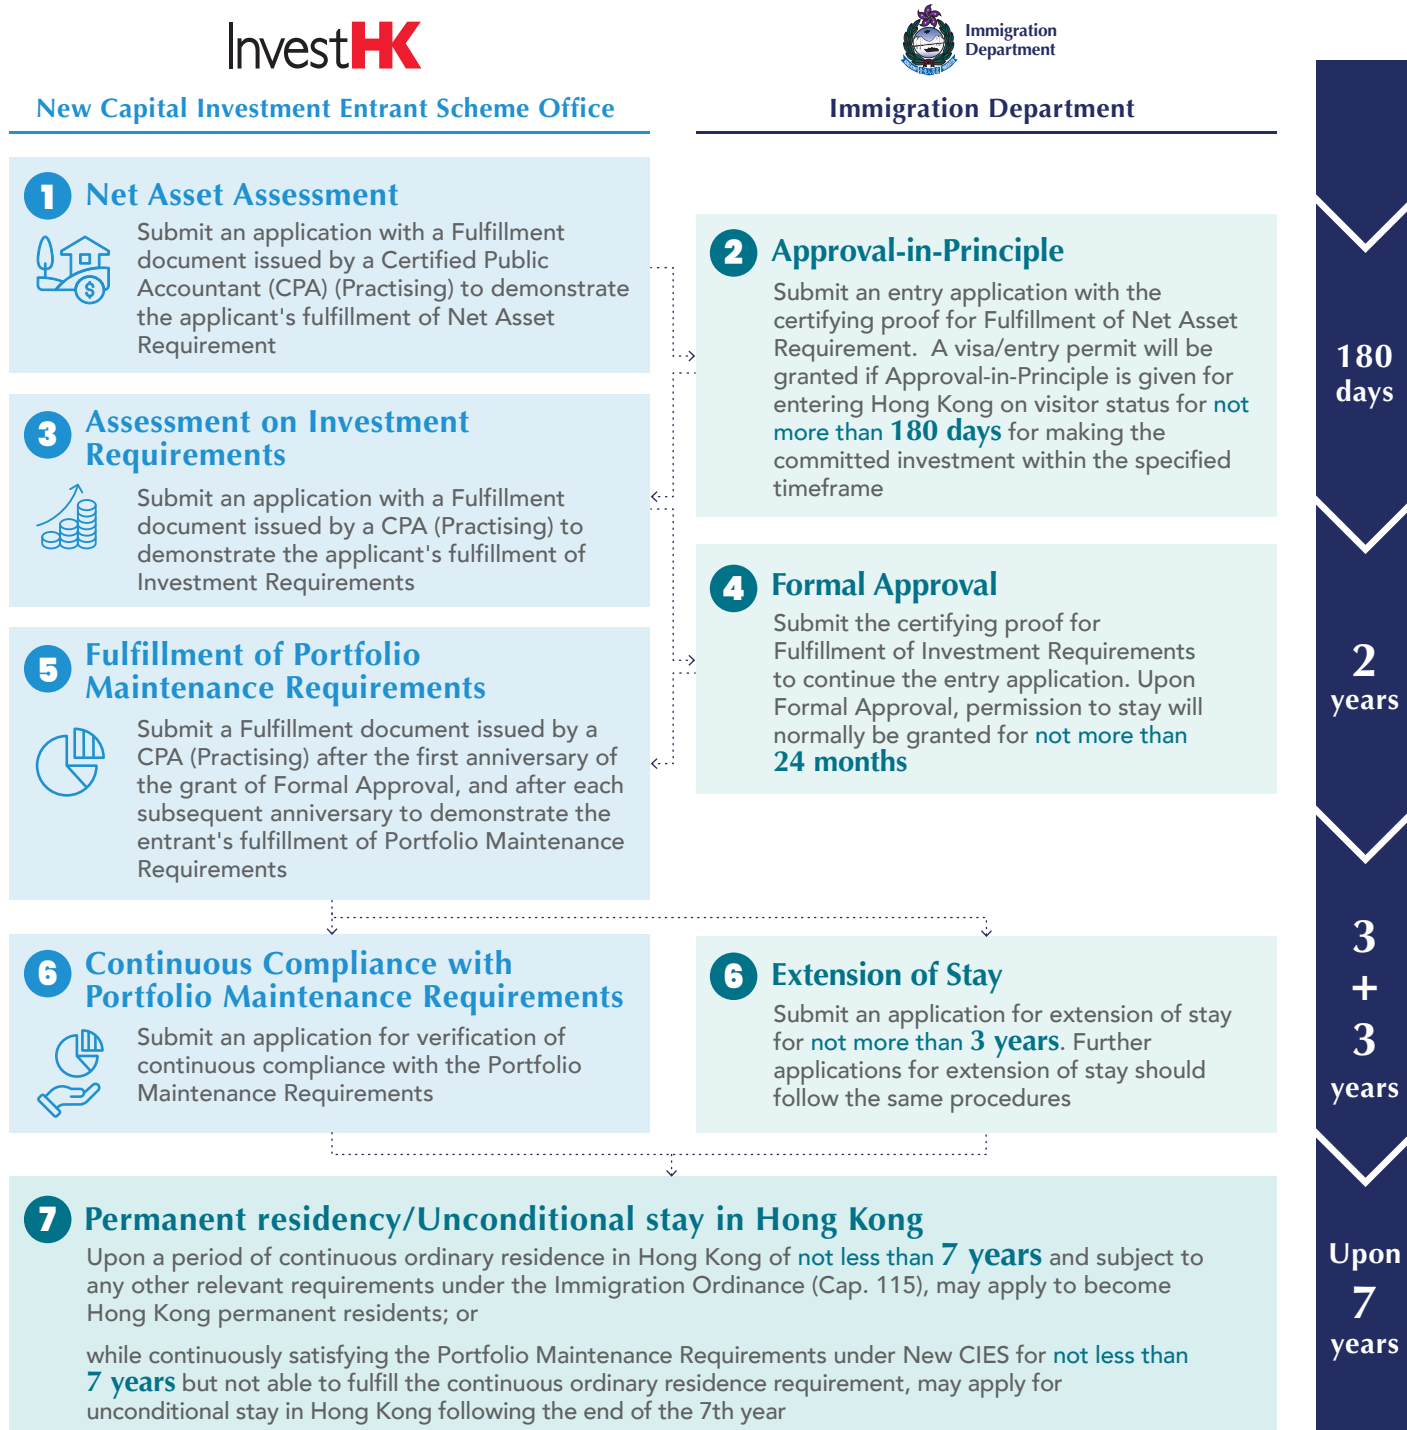 InvestHK
New Capital Investment Entrant Scheme Office
Immigration
Department
Immigration Department
1 Net Asset Assessment
Submit an application with a Fulfillment
document issued by a Certified Public
Accountant (CPA) (Practising) to demonstrate
the applicant's fulfillment of Net Asset
Requirement
2 Approval-in-Principle
Submit an entry application with the
certifying proof for Fulfillment of Net Asset
Requirement. A visa/entry permit will be
granted if Approval-in-Principle is given for
entering Hong Kong on visitor status for not
more than 180 days for making the
committed investment within the specified
timeframe
3 Assessment on Investment
Requirements
Submit an application with a Fulfillment
document issued by a CPA (Practising) to
demonstrate the applicant's fulfillment of
Investment Requirements
4 Formal Approval
Submit the certifying proof for
Fulfillment of Investment Requirements
to continue the entry application. Upon
Formal Approval, permission to stay will
normally be granted for not more than
24 months
5 Fulfillment of Portfolio
Maintenance Requirements
Submit a Fulfillment document issued by a
CPA (Practising) after the first anniversary of
the grant of Formal Approval, and after each
subsequent anniversary to demonstrate the
entrant's fulfillment of Portfolio Maintenance
Requirements
6 Continuous Compliance with
Portfolio Maintenance Requirements
Submit an application for verification of
continuous compliance with the Portfolio
Maintenance Requirements
6 Extension of Stay
Submit an application for extension of stay
for not more than 3 years. Further
applications for extension of stay should
follow the same procedures
7 Permanent residency/Unconditional stay in Hong Kong
Upon a period of continuous ordinary residence in Hong Kong of not less than 7 years and subject to
any other relevant requirements under the Immigration Ordinance (Cap. 115), may apply to become
Hong Kong permanent residents; or
while continuously satisfying the Portfolio Maintenance Requirements under New CIES for not less than
7 years but not able to fulfill the continuous ordinary residence requirement, may apply for
unconditional stay in Hong Kong following the end of the 7th year
180
days
2
years
3
+
3
years
Upon
7
years